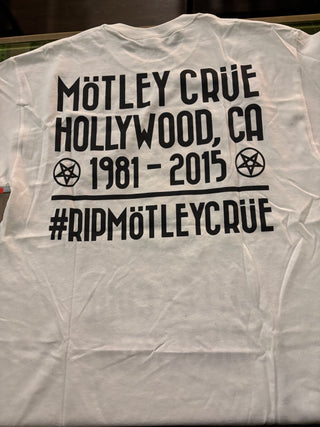 MÖTLEY CRÜE
HOLLYWOOD, CA
1981 - 2015
#RIPMÖTLEYCRÜE